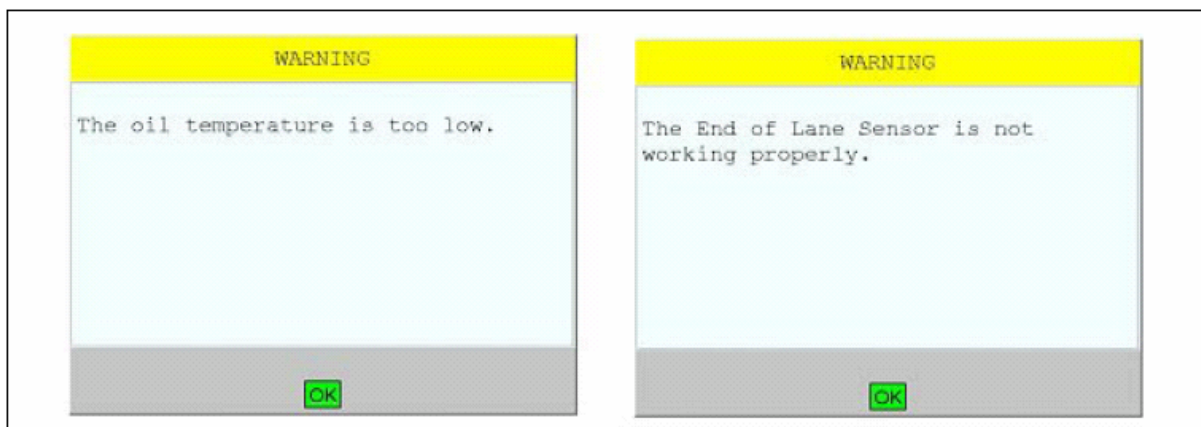 WARNING
The oil temperature is too low.
OK
WARNING
The End of Lane Sensor is not
working properly.
OK